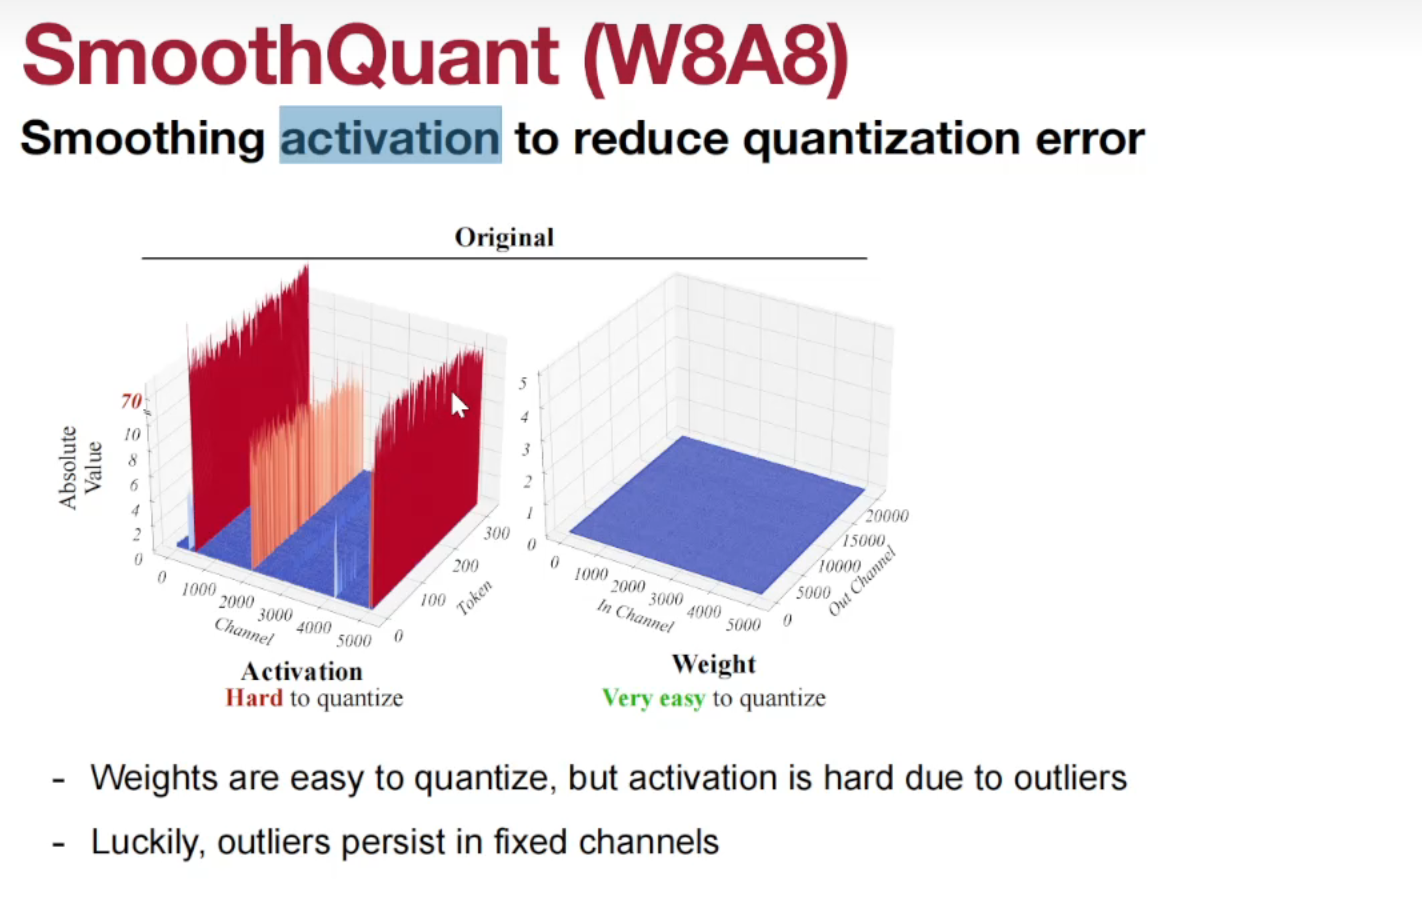 SmoothQuant (W8A8)
Smoothing activation to reduce quantization error
Original
70
10
8
6
4
2
0
Absolute
Value
0
1000
2000
3000
4000
5000
Channel
0
100
200
300
Token
Activation
Hard to quantize
5
4
3
2
1
0
0
1000
2000
3000
4000
5000
In Channel
0
5000
10000
15000
20000
Out Channel
Weight
Very easy to quantize
- Weights are easy to quantize, but activation is hard due to outliers
- Luckily, outliers persist in fixed channels